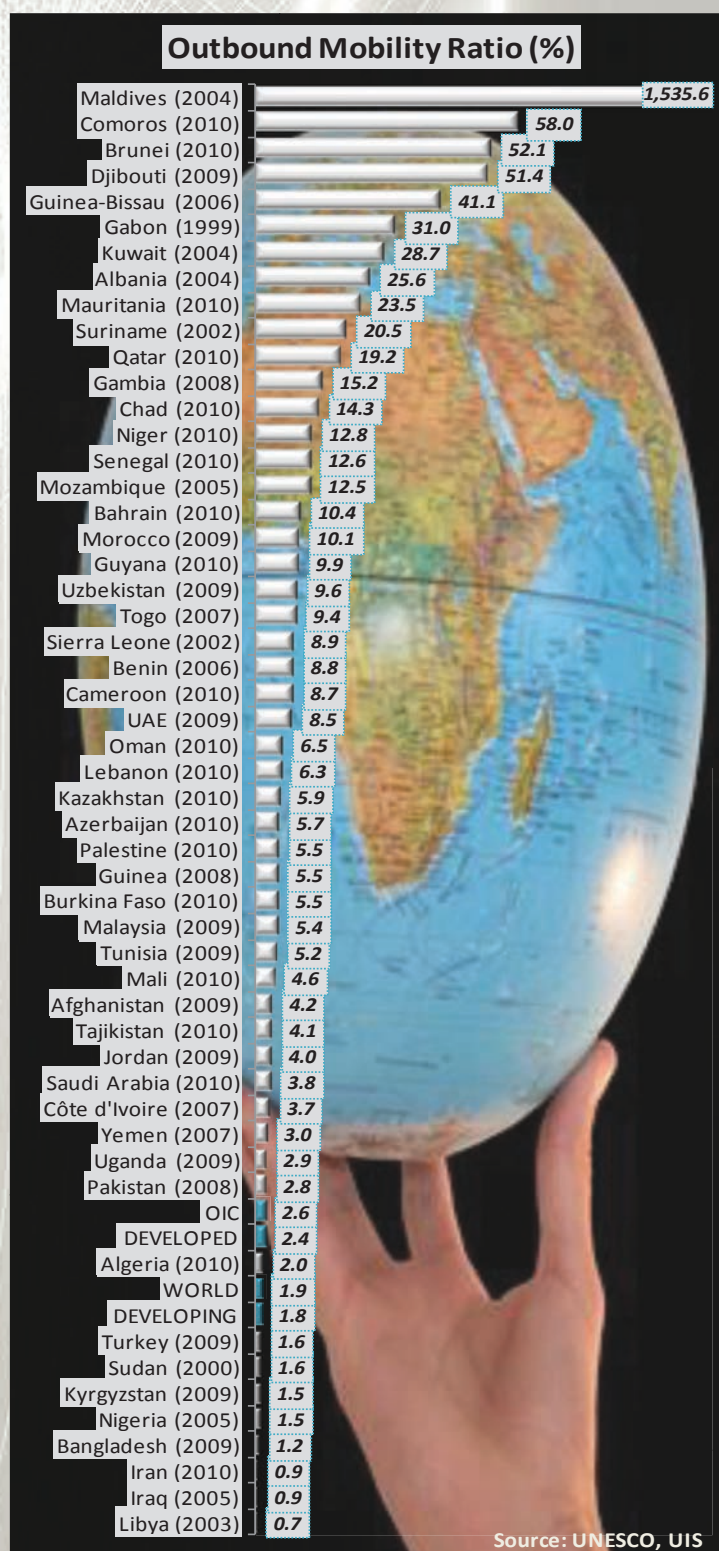 Outbound Mobility Ratio (%)
Maldives (2004) 1,535.6
Comoros (2010) 58.0
Brunei (2010) 52.1
Djibouti (2009) 51.4
Guinea-Bissau (2006) 41.1
Gabon (1999) 31.0
Kuwait (2004) 28.7
Albania (2004) 25.6
Mauritania (2010) 23.5
Suriname (2002) 20.5
Qatar (2010) 19.2
Gambia (2008) 15.2
Chad (2010) 14.3
Niger (2010) 12.8
Senegal (2010) 12.6
Mozambique (2005) 12.5
Bahrain (2010) 10.4
Morocco (2009) 10.1
Guyana (2010) 9.9
Uzbekistan (2009) 9.6
Togo (2007) 9.4
Sierra Leone (2002) 8.9
Benin (2006) 8.8
Cameroon (2010) 8.7
UAE (2009) 8.5
Oman (2010) 6.5
Lebanon (2010) 6.3
Kazakhstan (2010) 5.9
Azerbaijan (2010) 5.7
Palestine (2010) 5.5
Guinea (2008) 5.5
Burkina Faso (2010) 5.5
Malaysia (2009) 5.4
Tunisia (2009) 5.2
Mali (2010) 4.6
Afghanistan (2009) 4.2
Tajikistan (2010) 4.1
Jordan (2009) 4.0
Saudi Arabia (2010) 3.8
Côte d'Ivoire (2007) 3.7
Yemen (2007) 3.0
Uganda (2009) 2.9
Pakistan (2008) 2.8
OIC 2.6
DEVELOPED 2.4
Algeria (2010) 2.0
WORLD 1.9
DEVELOPING 1.8
Turkey (2009) 1.6
Sudan (2000) 1.6
Kyrgyzstan (2009) 1.5
Nigeria (2005) 1.5
Bangladesh (2009) 1.2
Iran (2010) 0.9
Iraq (2005) 0.9
Libya (2003) 0.7
Source: UNESCO, UIS